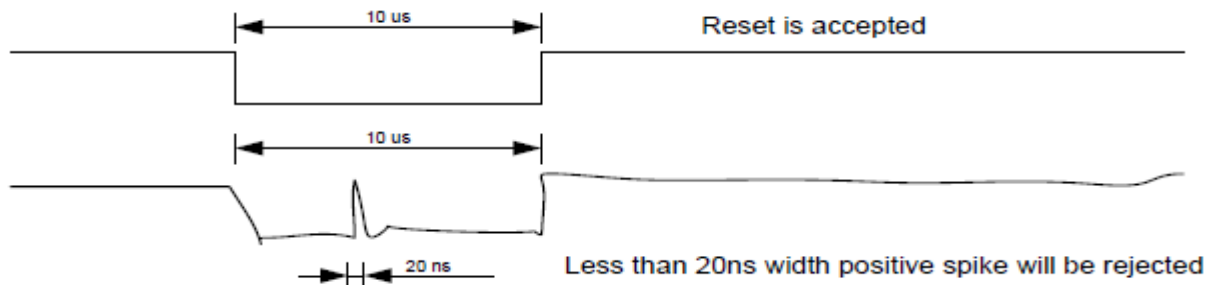 10 us
Reset is accepted
10 us
20 ns
Less than 20ns width positive spike will be rejected